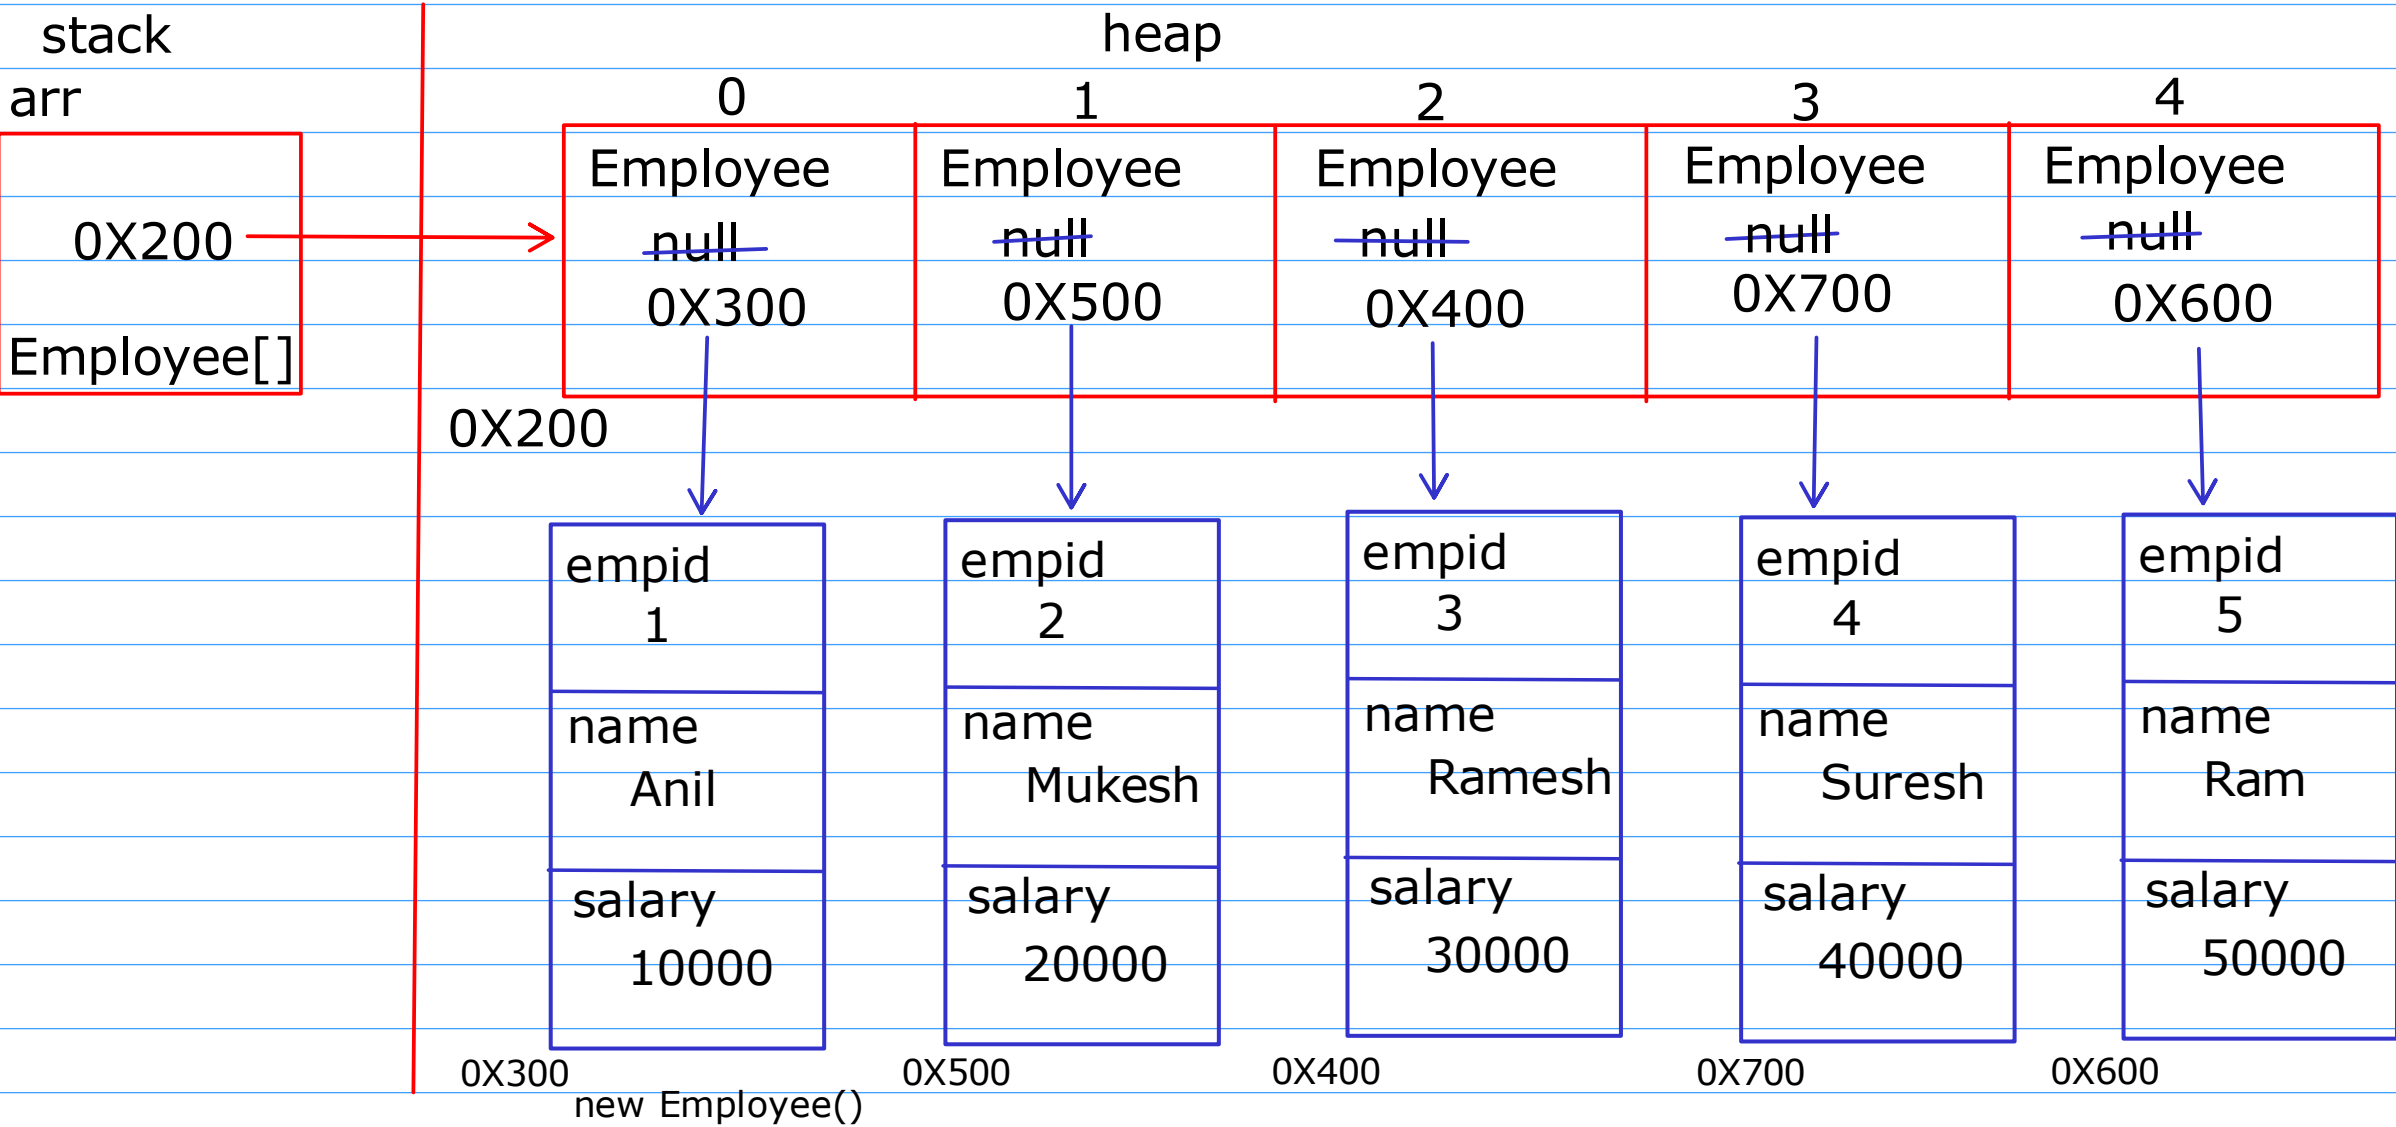 stack heap
arr 0 1 2 3 4
Employee Employee Employee Employee Employee
0X200 null null null null null
0X300 0X500 0X400 0X700 0X600
Employee[]
0X200
empid empid empid empid empid
1 2 3 4 5
name name name name name
Anil Mukesh Ramesh Suresh Ram
salary salary salary salary salary
10000 20000 30000 40000 50000
0X300 0X500 0X400 0X700 0X600
new Employee()